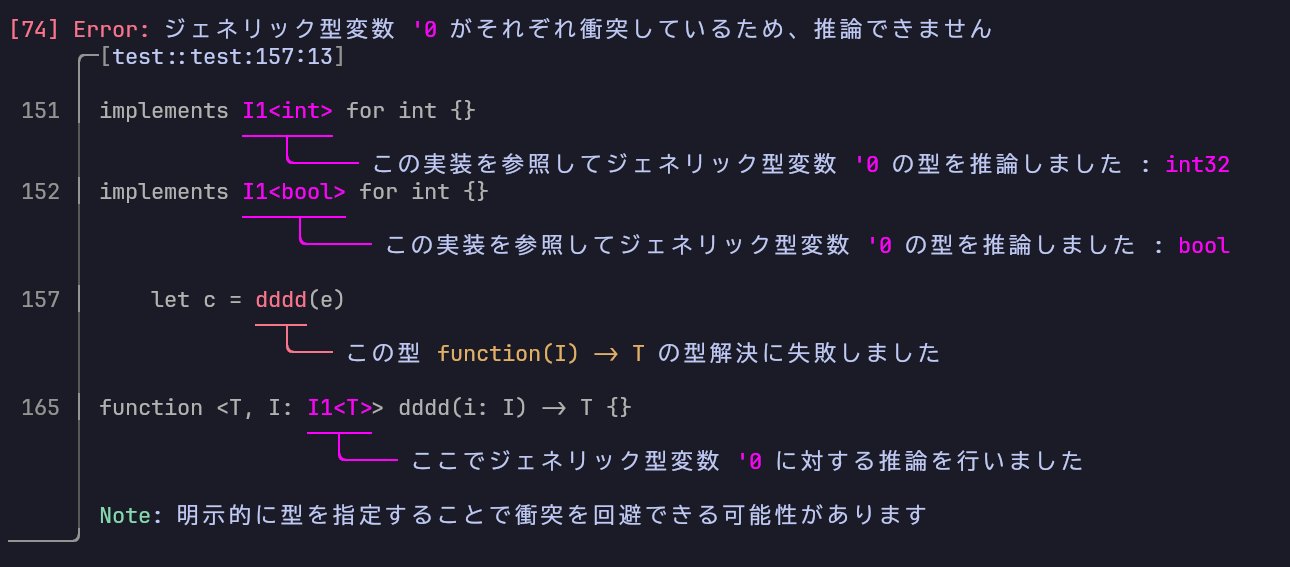 [74] Error: ジェネリック型変数 '0 がそれぞれ衝突しているため、推論できません
[test::test:157:13]
151 implements I1<int> for int {}
この実装を参照してジェネリック型変数 '0 の型を推論しました : int32
152 implements I1<bool> for int {}
この実装を参照してジェネリック型変数 '0 の型を推論しました : bool
157 let c = dddd(e)
この型 function(I) -> T の型解決に失敗しました
165 function <T, I: I1<T>> dddd(i: I) -> T {}
ここでジェネリック型変数 '0 に対する推論を行いました
Note: 明示的に型を指定することで衝突を回避できる可能性があります